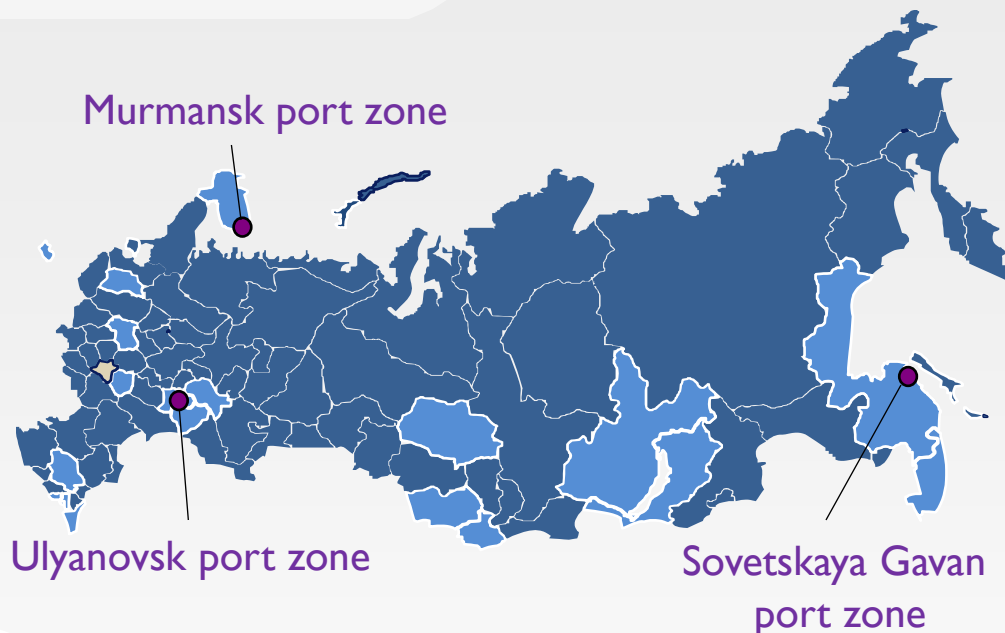 Murmansk port zone
Ulyanovsk port zone
Sovetskaya Gavan
port zone